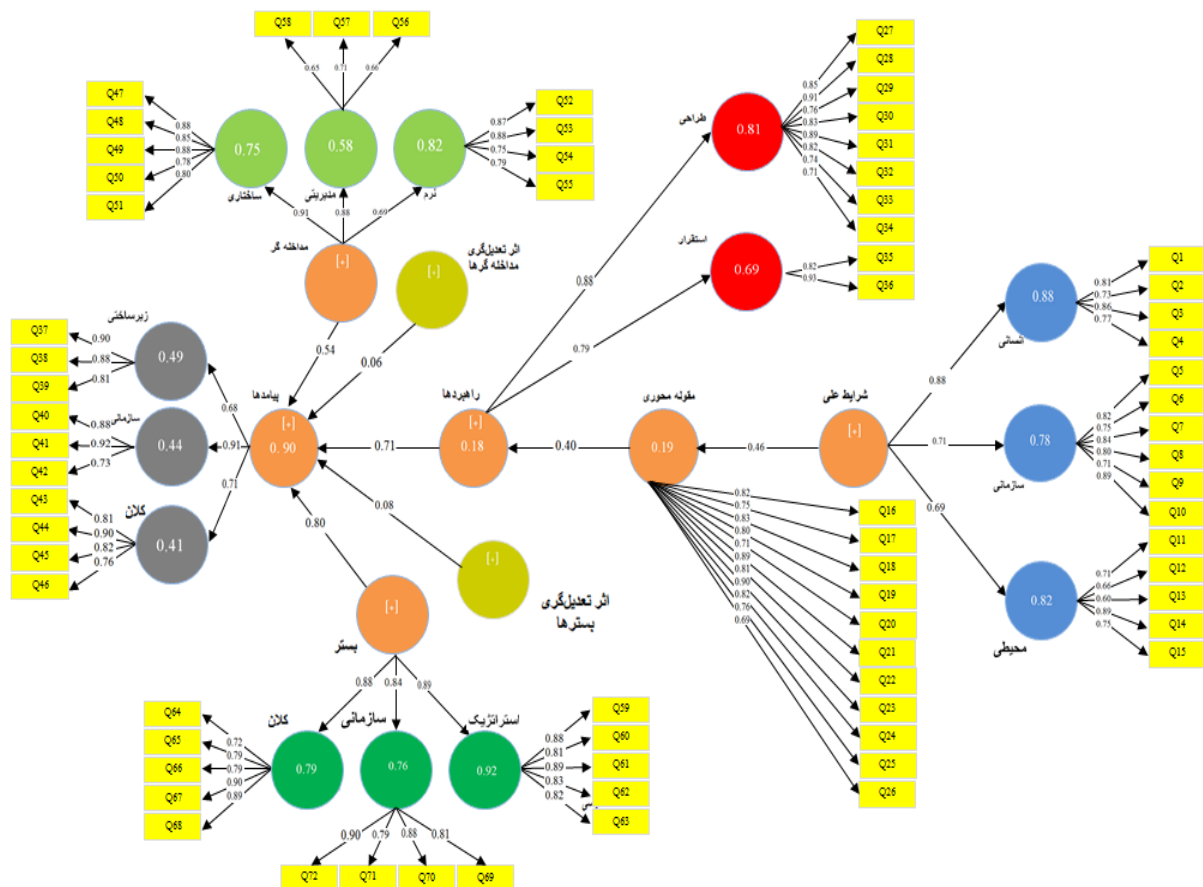 Q58
Q57
Q56
0.65
0.71
0.66
Q47
Q48
Q49
Q50
Q51
0.88
0.85
0.88
0.78
0.80
0.75
0.58
0.82
ساختاری
مدیریتی
نرم
0.87
0.88
0.75
0.79
Q52
Q53
Q54
Q55
0.91
0.88
0.69
مداخله گر
[+]
اثر تعدیل‌گری
مداخله گرها
[+]
0.54
0.06
Q37
Q38
Q39
Q40
Q41
Q42
Q43
Q44
Q45
Q46
0.90
0.88
0.81
0.88
0.92
0.73
0.81
0.90
0.82
0.76
زیرساختی
0.49
سازمانی
0.44
کلان
0.41
0.68
0.91
0.71
پیامدها
[+]
0.90
0.71
راهبردها
[+]
0.18
0.40
مقوله محوری
0.19
0.46
شرایط علی
[+]
0.88
0.79
طراحی
0.81
استقرار
0.69
0.85
0.91
0.76
0.83
0.89
0.82
0.74
0.71
0.82
0.93
Q27
Q28
Q29
Q30
Q31
Q32
Q33
Q34
Q35
Q36
0.88
0.71
0.69
0.88
انسانی
0.78
سازمانی
0.82
محیطی
0.81
0.73
0.86
0.77
0.82
0.75
0.84
0.80
0.71
0.89
0.71
0.66
0.60
0.89
0.75
Q1
Q2
Q3
Q4
Q5
Q6
Q7
Q8
Q9
Q10
Q11
Q12
Q13
Q14
Q15
0.82
0.75
0.83
0.80
0.71
0.89
0.81
0.90
0.82
0.76
0.69
Q16
Q17
Q18
Q19
Q20
Q21
Q22
Q23
Q24
Q25
Q26
0.80
0.08
[+]
بستر
[+]
اثر تعدیل‌گری
بسترها
0.88
0.84
0.89
کلان
سازمانی
استراتژیک
0.79
0.76
0.92
Q64
Q65
Q66
Q67
Q68
0.72
0.79
0.79
0.90
0.89
0.88
0.81
0.89
0.83
0.82
Q59
Q60
Q61
Q62
Q63
0.90
0.79
0.88
0.81
Q72
Q71
Q70
Q69